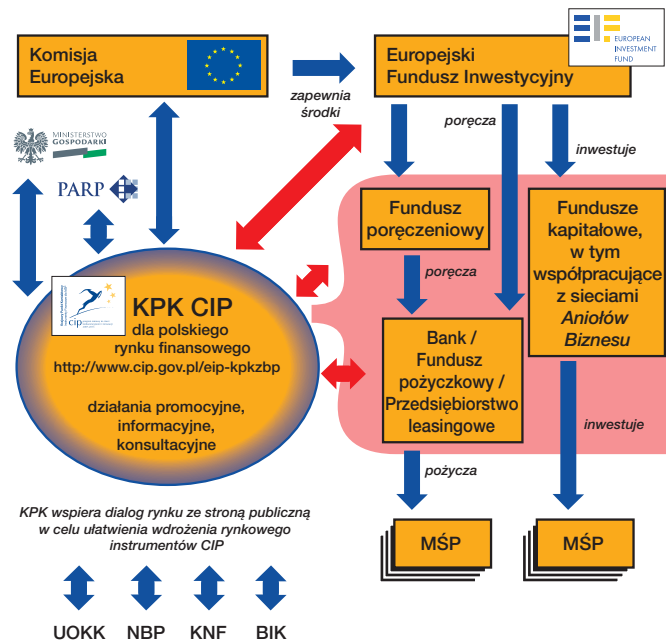 Komisja
Europejska
Europejski
Fundusz Inwestycyjny
EUROPEAN
INVESTMENT
FUND
zapewnia
środki
poręcza
inwestuje
MINISTERSTWO
GOSPODARKI
PARP
Fundusz
poręczeniowy
Fundusze
kapitałowe,
w tym
współpracujące
z sieciami
Aniołów
Biznesu
poręcza
cip
KPK CIP
dla polskiego
rynku finansowego
http://www.cip.gov.pl/eip-kpkzbp
działania promocyjne,
informacyjne,
konsultacyjne
Bank /
Fundusz
pożyczkowy /
Przedsiębiorstwo
leasingowe
inwestuje
pożycza
KPK wspiera dialog rynku ze stroną publiczną
w celu ułatwienia wdrożenia rynkowego
instrumentów CIP
MŚP
MŚP
UOKK NBP KNF BIK